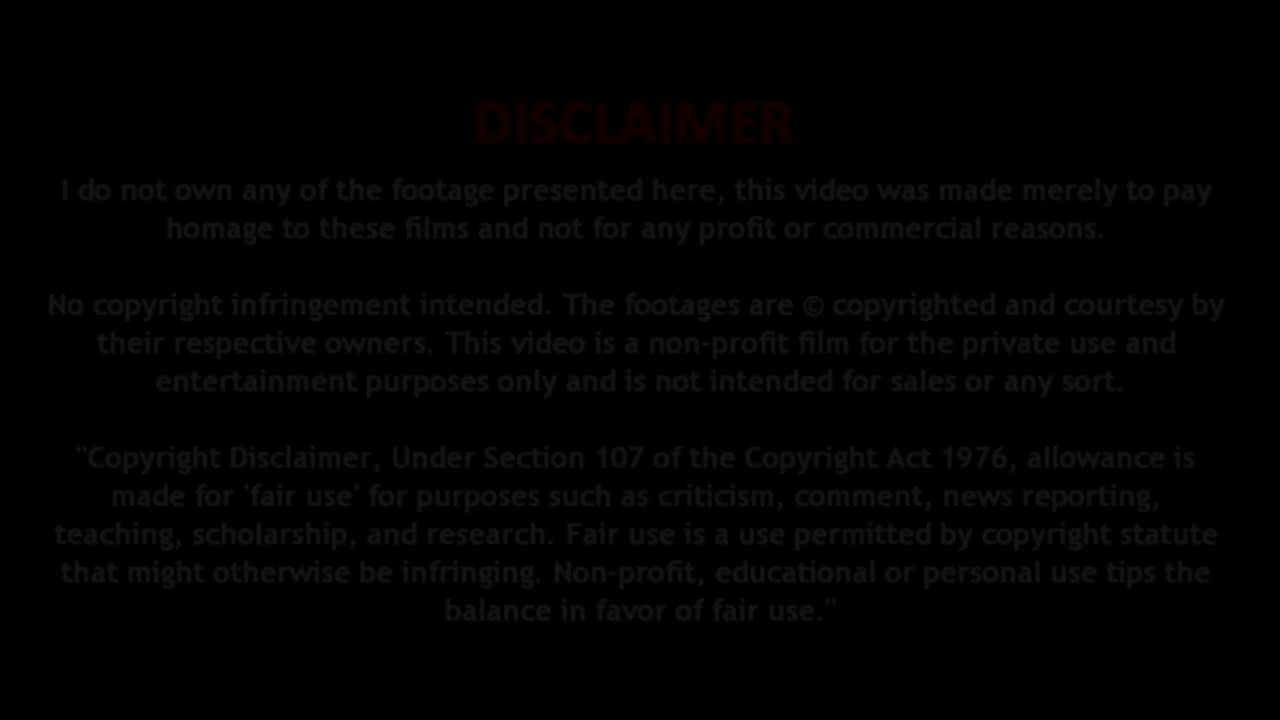 DISCLAIMER
I do not own any of the footage presented here, this video was made merely to pay
homage to these films and not for any profit or commercial reasons.
No copyright infringement intended. The footages are © copyrighted and courtesy by
their respective owners. This video is a non-profit film for the private use and
entertainment purposes only and is not intended for sales or any sort.
"Copyright Disclaimer, Under Section 107 of the Copyright Act 1976, allowance is
made for 'fair use' for purposes such as criticism, comment, news reporting,
teaching, scholarship, and research. Fair use is a use permitted by copyright statute
that might otherwise be infringing. Non-profit, educational or personal use tips the
balance in favor of fair use."